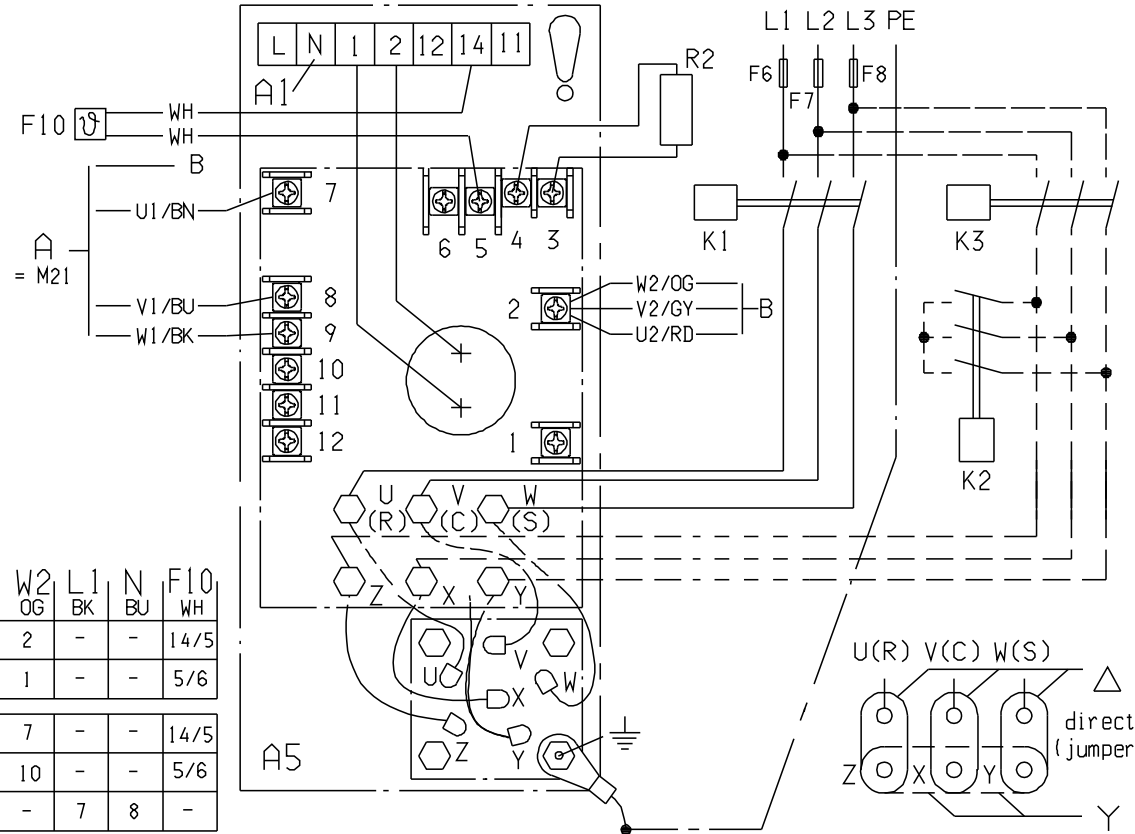 L N 1 2 12 14 11
A1
L1 L2 L3 PE
F6
F7
F8
R2
F10 ϑ
WH
WH
B
U1/BN
A
= M21
V1/BU
W1/BK
7
8
9
10
11
12
6 5 4 3
2
W2/OG
V2/GY
U2/RD
B
1
K1
K3
K2
U V W
(R) (C) (S)
Z X Y
U V
W
X
Z Y
A5
W2 L1 N F10
OG BK BU WH
2 - - 14/5
1 - - 5/6
7 - - 14/5
10 - - 5/6
- 7 8 -
U(R) V(C) W(S)
△
direct
(jumper
Z X Y
Y